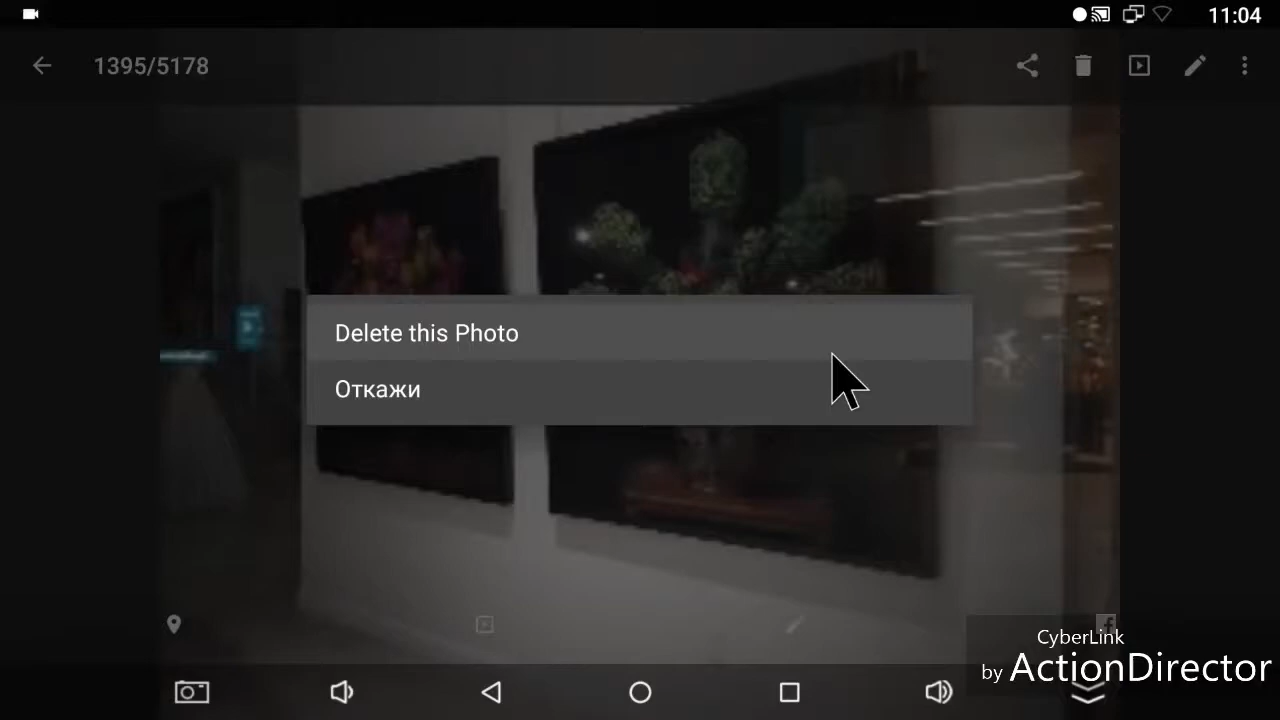 11:04
1395/5178
Delete this Photo
Откажи
CyberLink
by ActionDirector